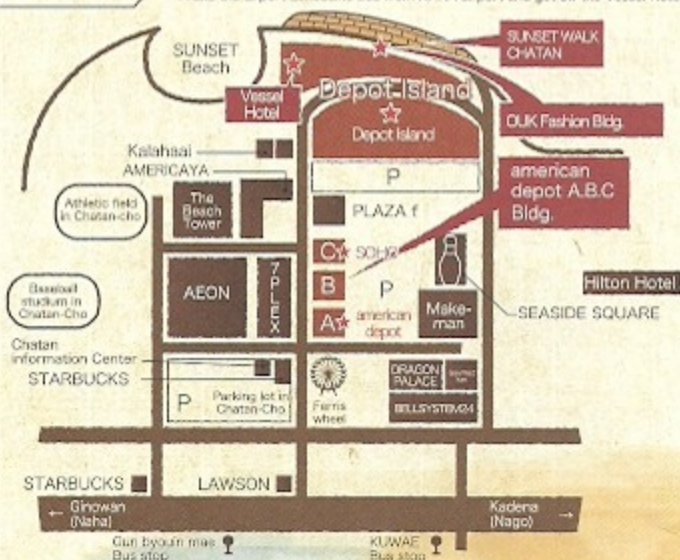 SUNSET
Beach
SUNSET WALK
CHATAN
Depot Island
Vessel
Hotel
Depot Island
OUK Fashion Bldg.
Kalahaai
AMERICAYA
P
american
depot A.B.C
Bldg.
Athletic field
in Chatan-cho
The
Beach
Tower
PLAZA f
C SOHO
AEON
7
P
L
E
X
B
P
Hilton Hotel
Baseball
studium in
Chatan-Cho
A american
depot
Make-
man
SEASIDE SQUARE
Chatan
information Center
STARBUCKS
P
Parking lot in
Chatan-Cho
Ferris
wheel
DRAGON
PALACE
BELLSYSTEM24
STARBUCKS
LAWSON
← Ginowan
(Naha)
Kadena →
(Nago)
Gun byouin mae
Bus stop
KUWAE
Bus stop